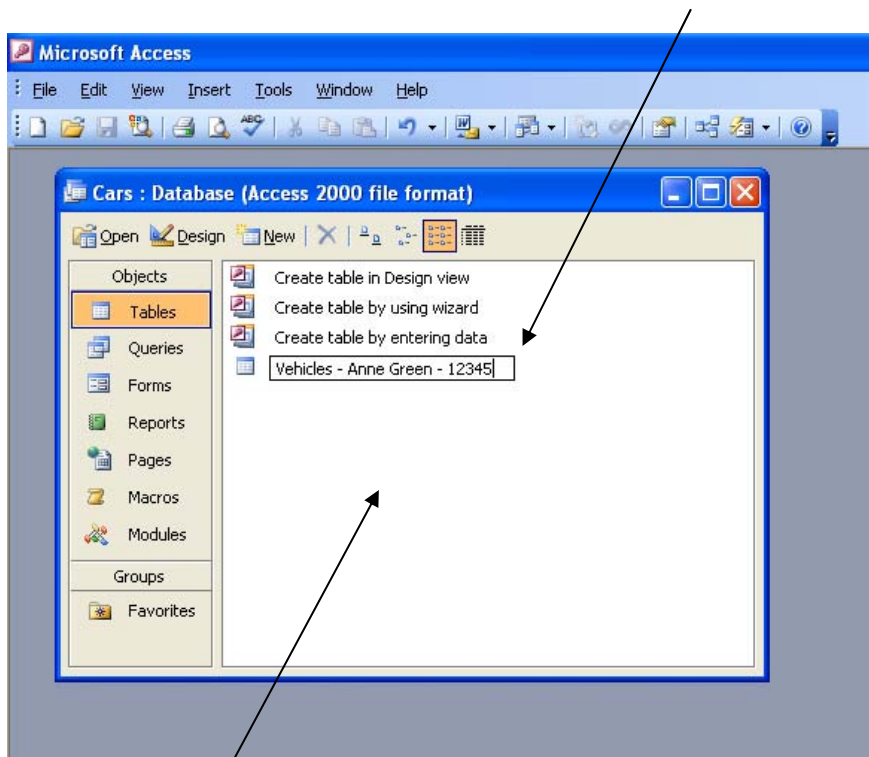 Microsoft Access
File Edit View Insert Tools Window Help
ABC W
Cars : Database (Access 2000 file format)
Open Design New
Objects
Tables
Queries
Forms
Reports
Pages
Macros
Modules
Groups
Favorites
Create table in Design view
Create table by using wizard
Create table by entering data
Vehicles - Anne Green - 12345